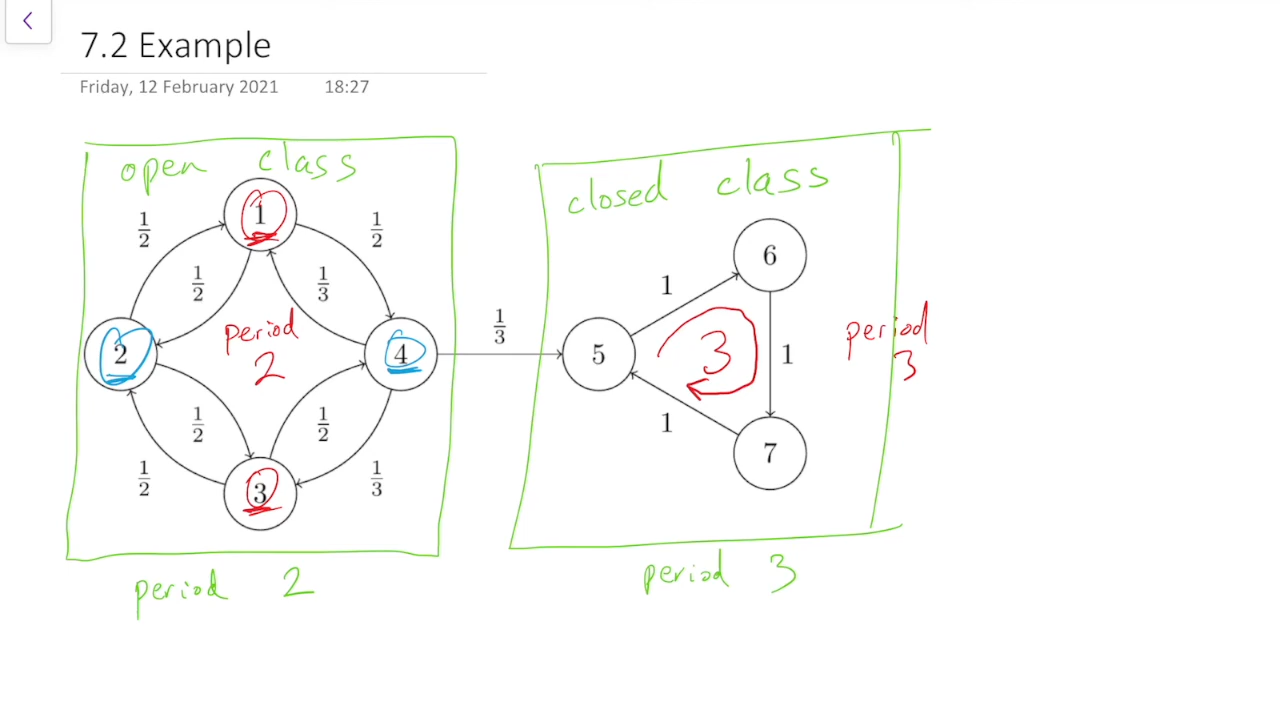 7.2 Example
Friday, 12 February 2021 18:27
open class
closed class
1
1/2
1/2
1/2
1/3
6
1
period
2
2
4
1/3
5
3
1
period
3
1/2
1/2
1/2
1/3
1
7
3
period 2
period 3